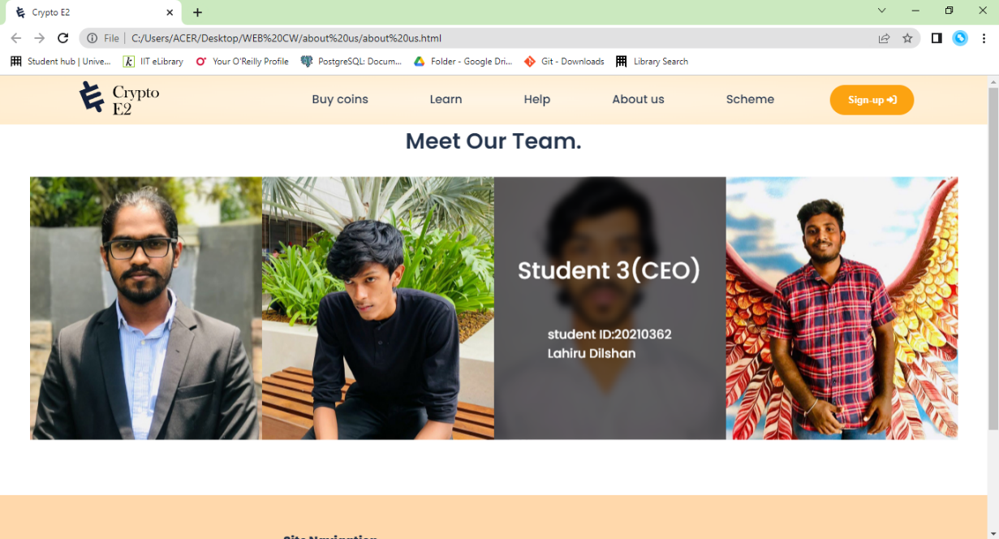 Crypto E2
File
C:/Users/ACER/Desktop/WEB%20CW/about%20us/about%20us.html
Student hub | Unive...
IIT eLibrary
Your O'Reilly Profile
PostgreSQL: Docum...
Folder - Google Dri...
Git - Downloads
Library Search
Crypto
E2
Buy coins
Learn
Help
About us
Scheme
Sign-up
Meet Our Team.
Student 3(CEO)
student ID:20210362
Lahiru Dilshan
Site Navigation